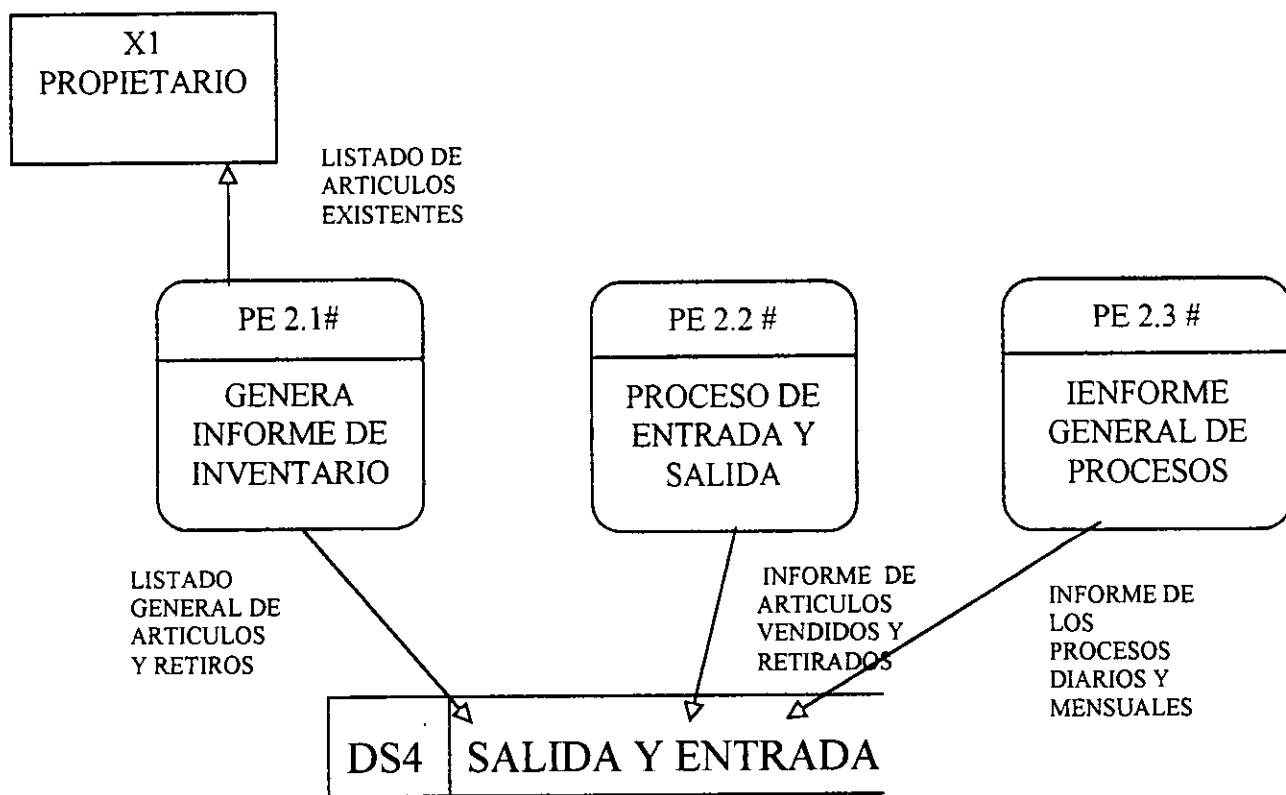 X1
PROPIETARIO
LISTADO DE
ARTICULOS
EXISTENTES
PE 2.1#
GENERA
INFORME DE
INVENTARIO
PE 2.2 #
PROCESO DE
ENTRADA Y
SALIDA
PE 2.3 #
IENFORME
GENERAL DE
PROCESOS
LISTADO
GENERAL DE
ARTICULOS
Y RETIROS
INFORME DE
ARTICULOS
VENDIDOS Y
RETIRADOS
INFORME DE
LOS
PROCESOS
DIARIOS Y
MENSUALES
DS4
SALIDA Y ENTRADA